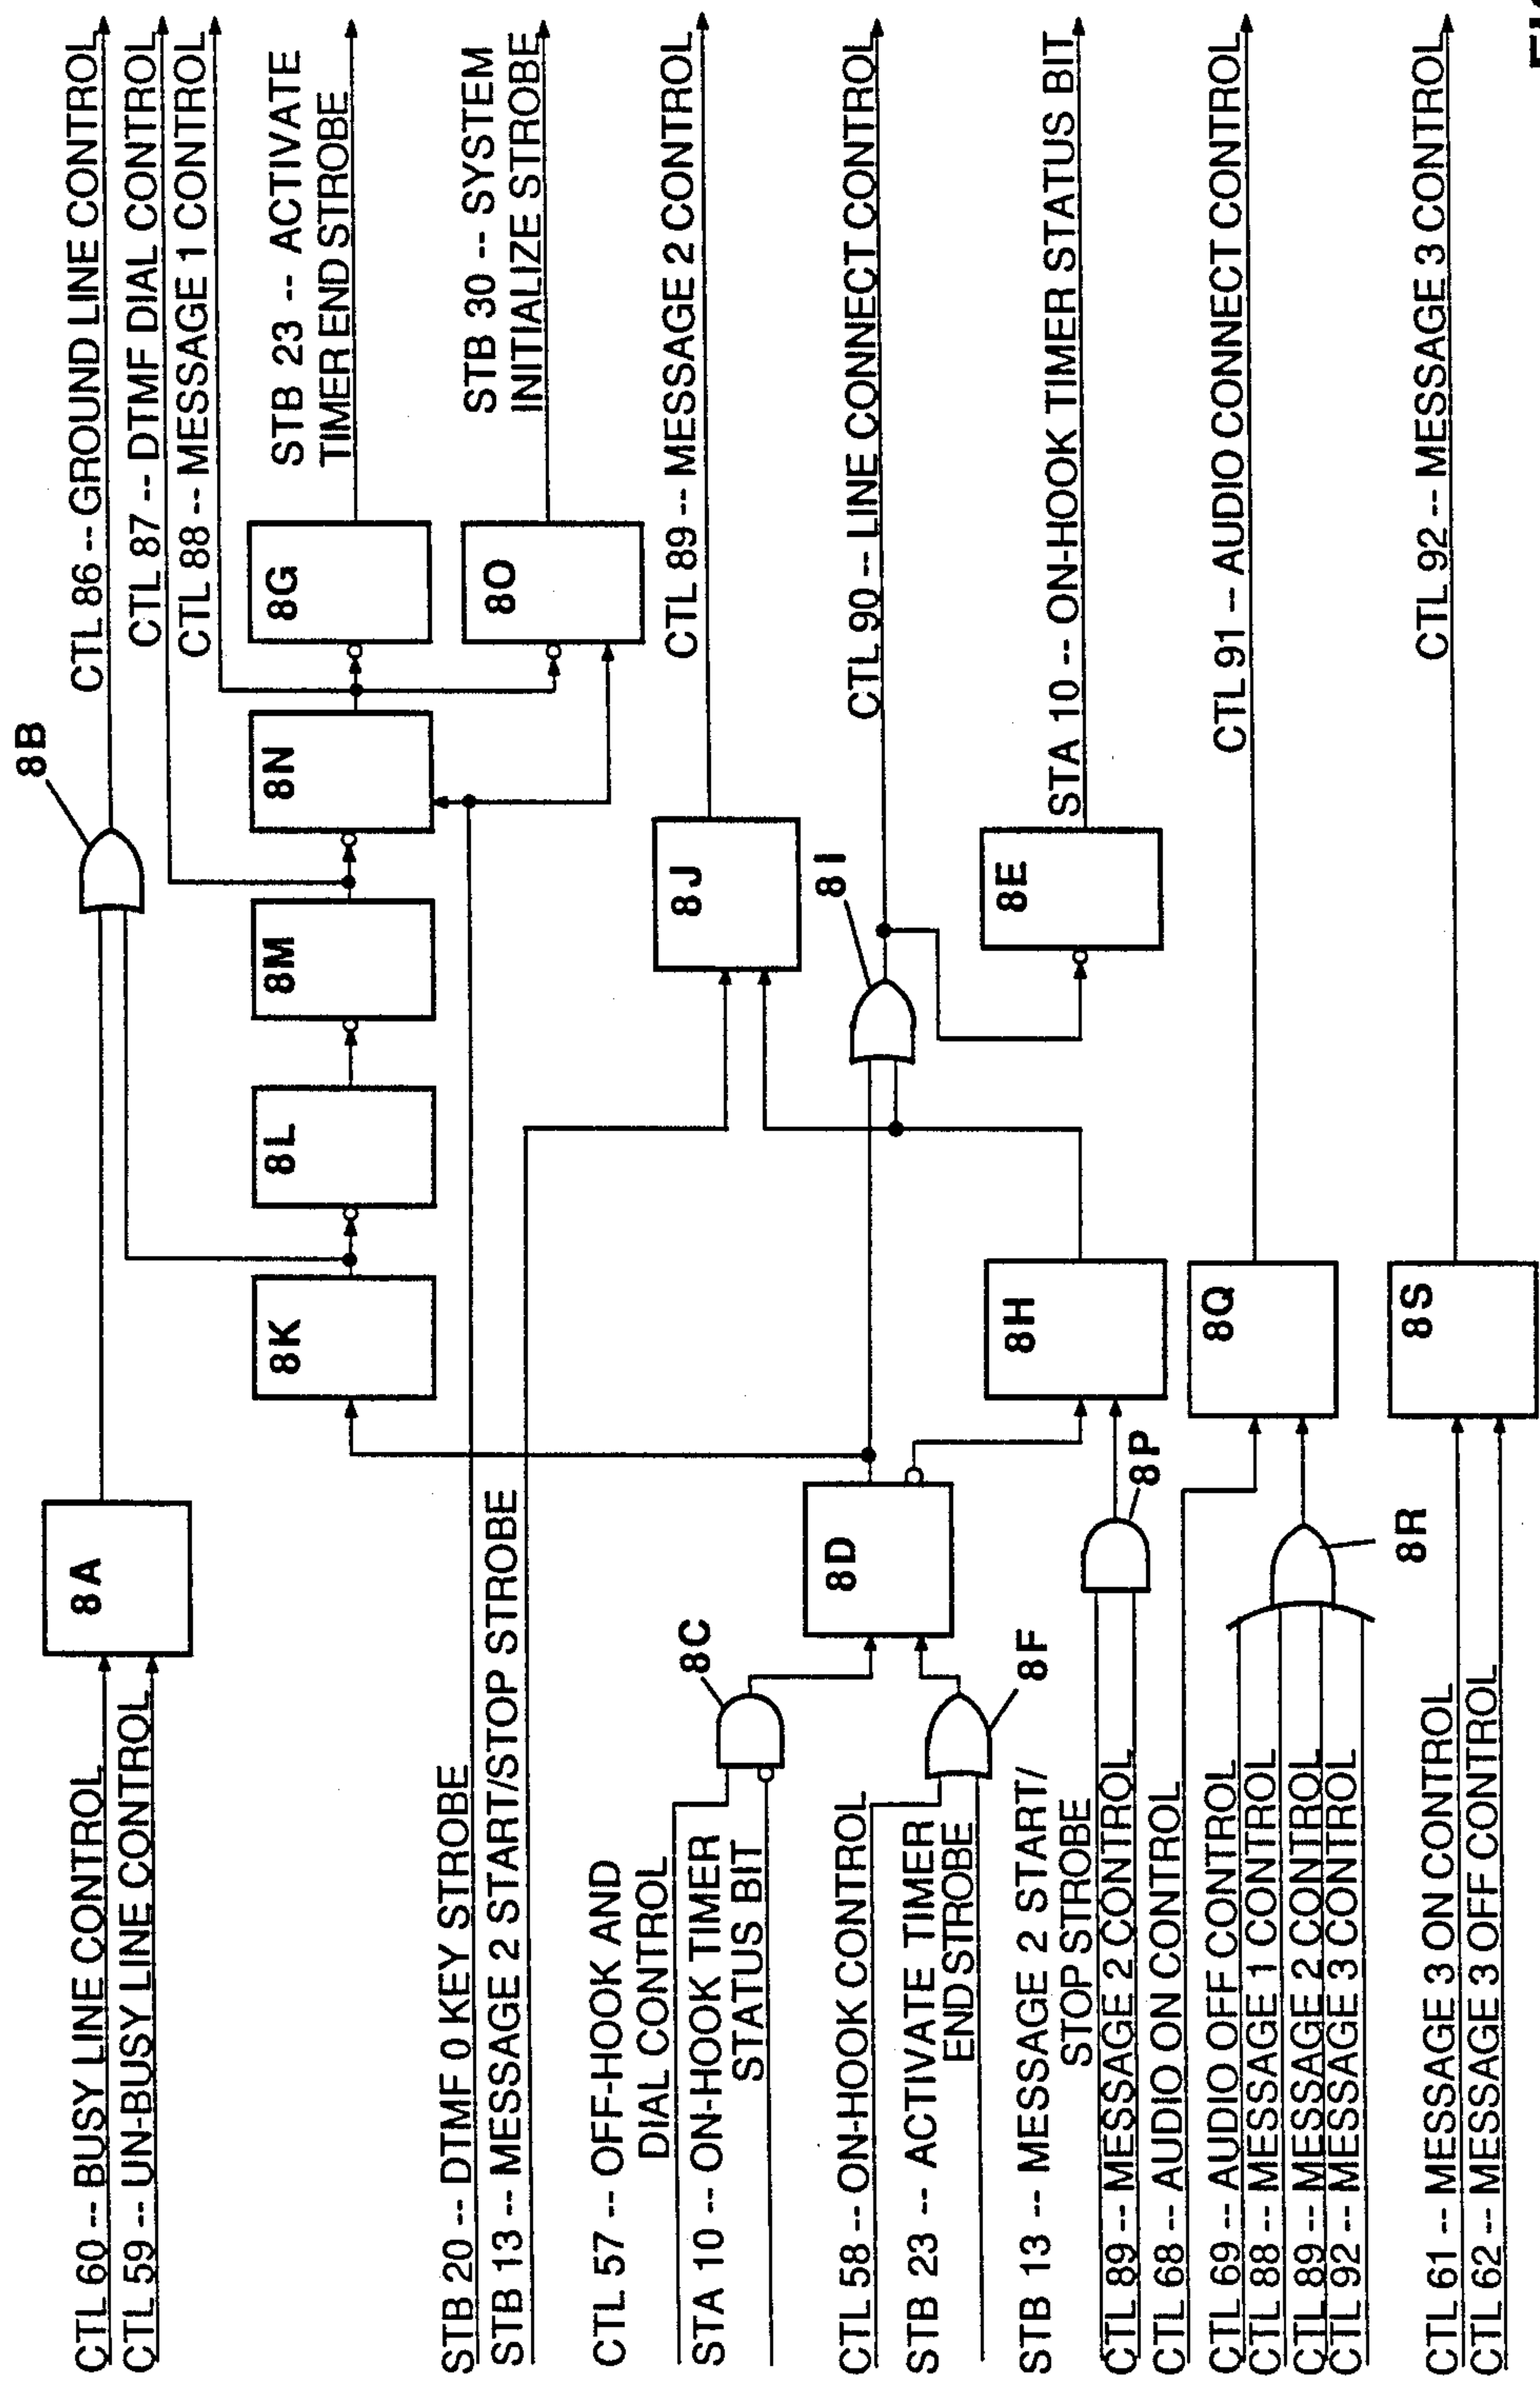 CTL 60 -- BUSY LINE CONTROL
CTL 59 -- UN-BUSY LINE CONTROL
8A
8B
CTL 86 -- GROUND LINE CONTROL
CTL 87 -- DTMF DIAL CONTROL
CTL 88 -- MESSAGE 1 CONTROL
8K
8L
8M
8N
8G
STB 23 -- ACTIVATE
TIMER END STROBE
8O
STB 30 -- SYSTEM
INITIALIZE STROBE
STB 20 -- DTMF 0 KEY STROBE
STB 13 -- MESSAGE 2 START/STOP STROBE
8J
CTL 89 -- MESSAGE 2 CONTROL
CTL 57 -- OFF-HOOK AND
DIAL CONTROL
STA 10 -- ON-HOOK TIMER
STATUS BIT
8C
8D
8I
CTL 90 -- LINE CONNECT CONTROL
CTL 58 -- ON-HOOK CONTROL
STB 23 -- ACTIVATE TIMER
END STROBE
8F
8H
8E
STA 10 -- ON-HOOK TIMER STATUS BIT
STB 13 -- MESSAGE 2 START/
STOP STROBE
CTL 89 -- MESSAGE 2 CONTROL
8P
CTL 68 -- AUDIO ON CONTROL
CTL 69 -- AUDIO OFF CONTROL
CTL 88 -- MESSAGE 1 CONTROL
CTL 89 -- MESSAGE 2 CONTROL
CTL 92 -- MESSAGE 3 CONTROL
8R
8Q
CTL 91 -- AUDIO CONNECT CONTROL
CTL 61 -- MESSAGE 3 ON CONTROL
CTL 62 -- MESSAGE 3 OFF CONTROL
8S
CTL 92 -- MESSAGE 3 CONTROL